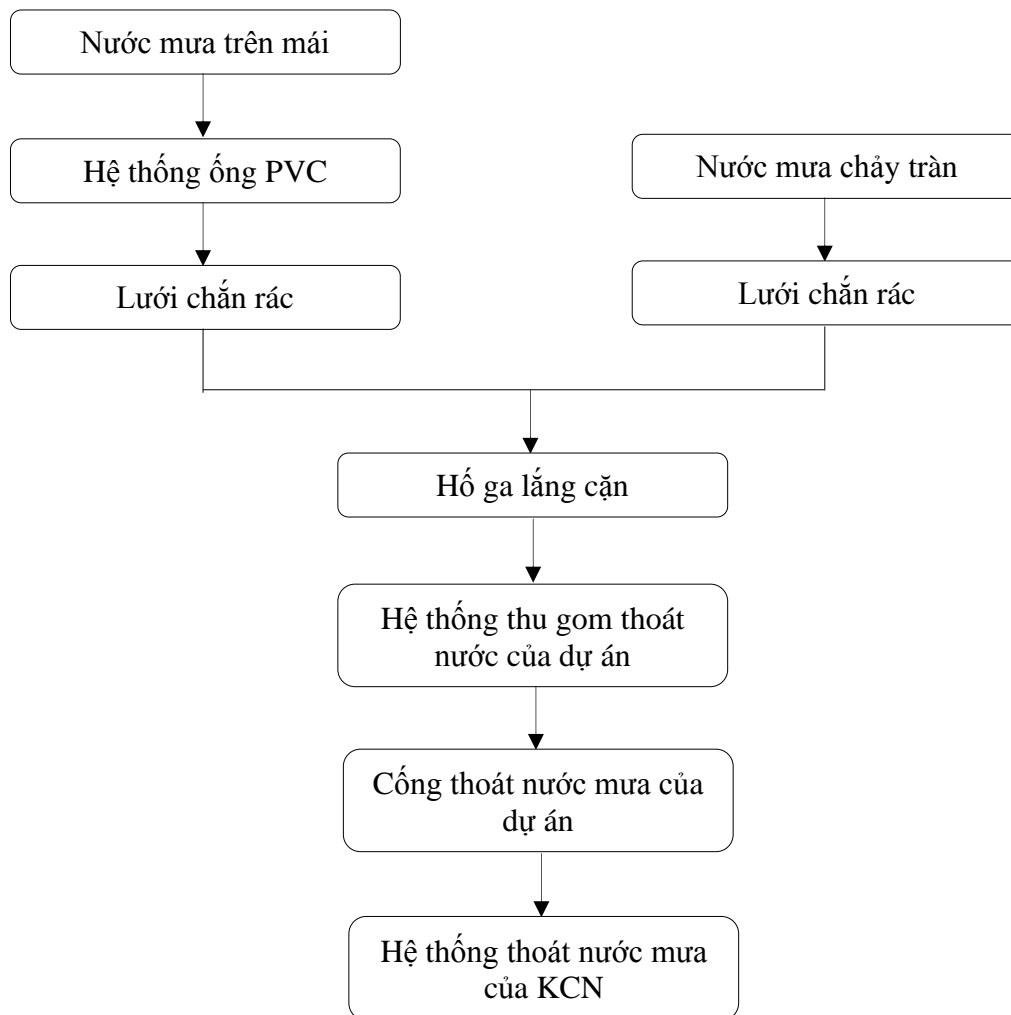 Nước mưa trên mái
Hệ thống ống PVC
Nước mưa chảy tràn
Lưới chắn rác
Lưới chắn rác
Hố ga lắng cặn
Hệ thống thu gom thoát
nước của dự án
Cống thoát nước mưa của
dự án
Hệ thống thoát nước mưa
của KCN